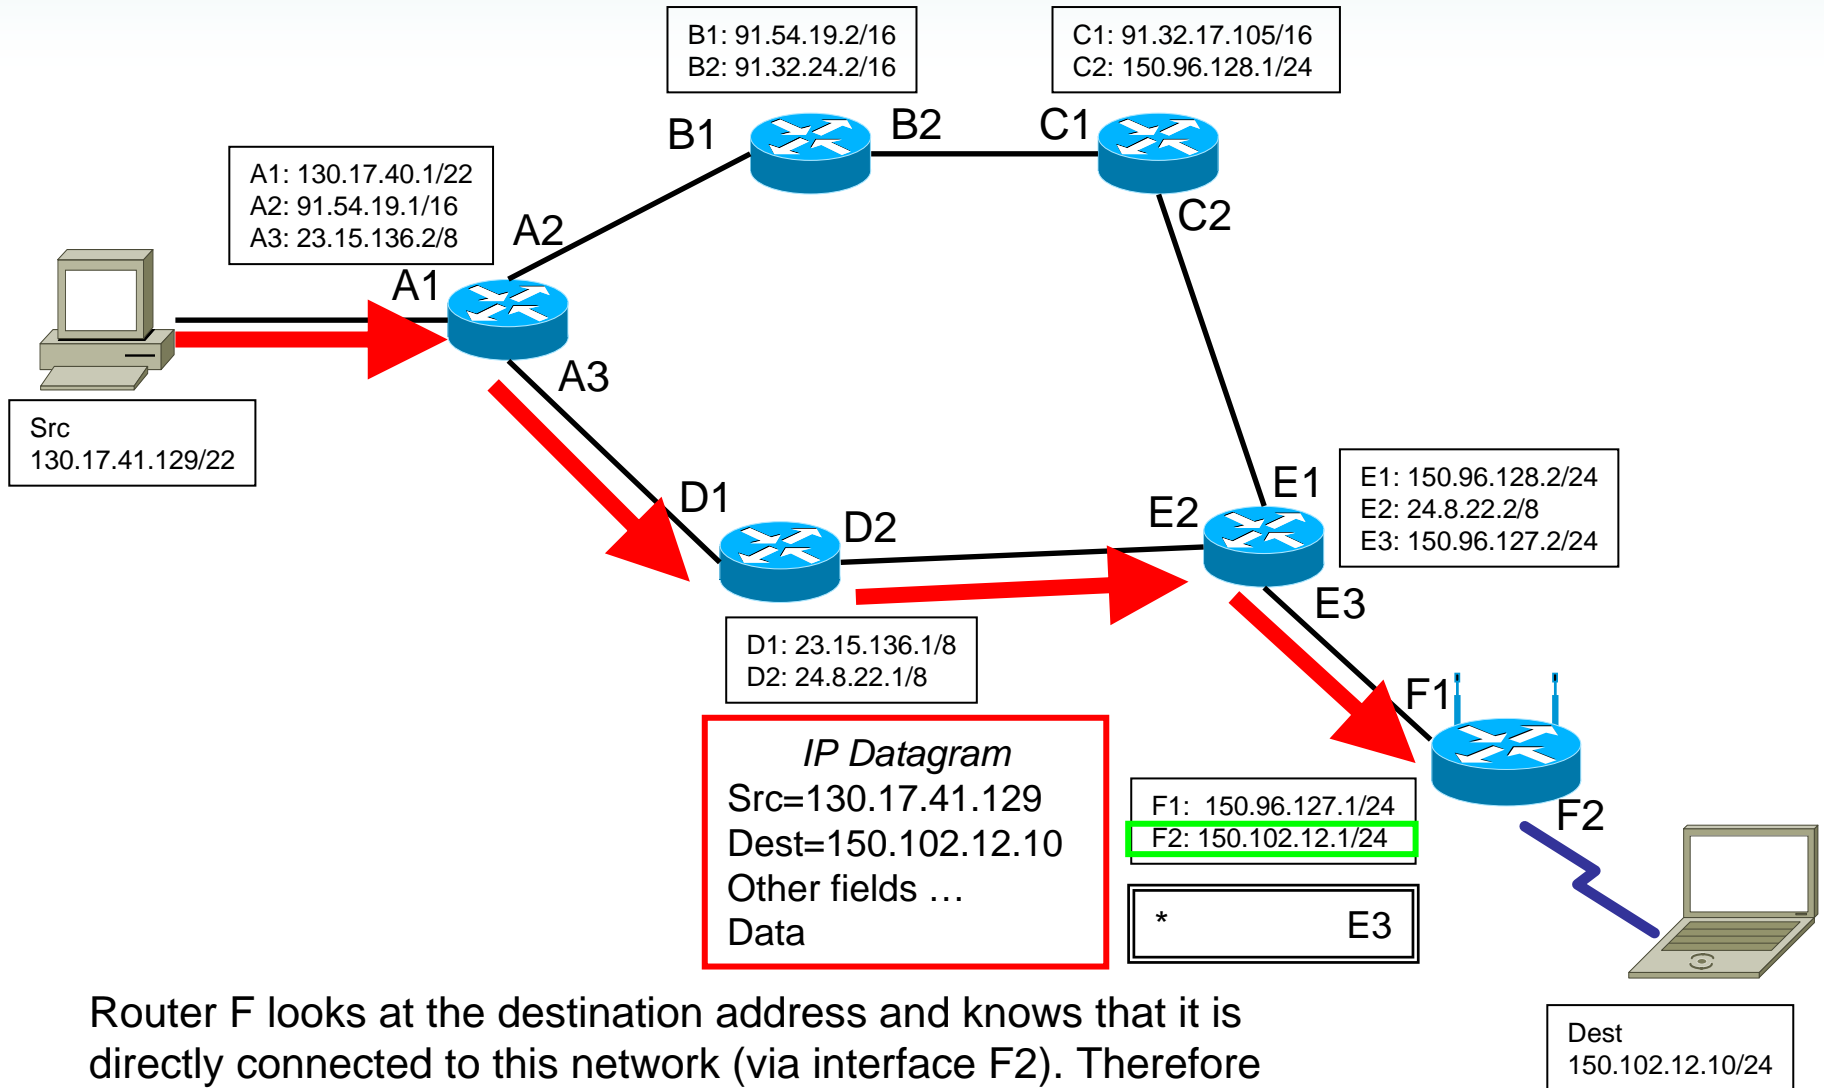 B1: 91.54.19.2/16
B2: 91.32.24.2/16
C1: 91.32.17.105/16
C2: 150.96.128.1/24
B1
B2
C1
A1: 130.17.40.1/22
A2: 91.54.19.1/16
A3: 23.15.136.2/8
A2
C2
A1
A3
Src
130.17.41.129/22
D1
D2
E2
E1
E1: 150.96.128.2/24
E2: 24.8.22.2/8
E3: 150.96.127.2/24
E3
D1: 23.15.136.1/8
D2: 24.8.22.1/8
F1
IP Datagram
Src=130.17.41.129
Dest=150.102.12.10
Other fields …
Data
F1: 150.96.127.1/24
F2: 150.102.12.1/24
F2
* E3
Router F looks at the destination address and knows that it is
directly connected to this network (via interface F2). Therefore
Dest
150.102.12.10/24